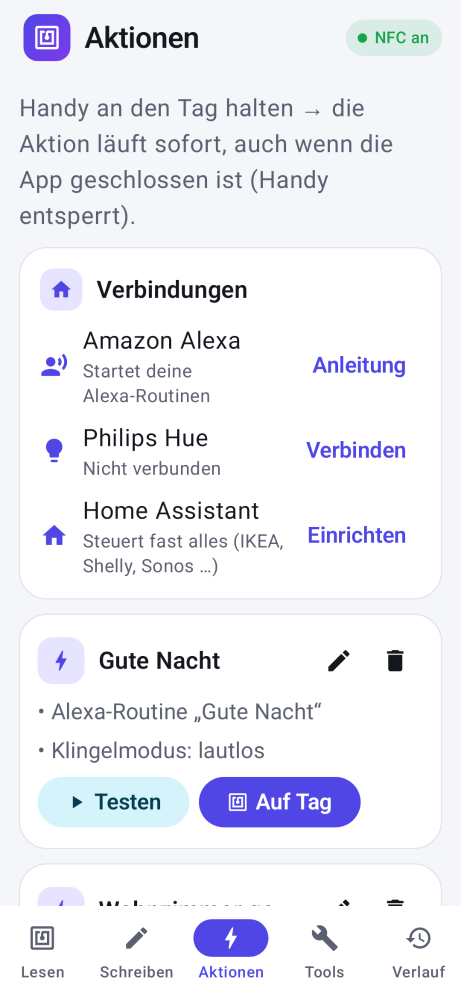 Aktionen
NFC an
Handy an den Tag halten → die
Aktion läuft sofort, auch wenn die
App geschlossen ist (Handy
entsperrt).
Verbindungen
Amazon Alexa
Startet deine
Alexa-Routinen
Anleitung
Philips Hue
Nicht verbunden
Verbinden
Home Assistant
Steuert fast alles (IKEA,
Shelly, Sonos …)
Einrichten
Gute Nacht
• Alexa-Routine „Gute Nacht“
• Klingelmodus: lautlos
Testen
Auf Tag
Lesen
Schreiben
Aktionen
Tools
Verlauf